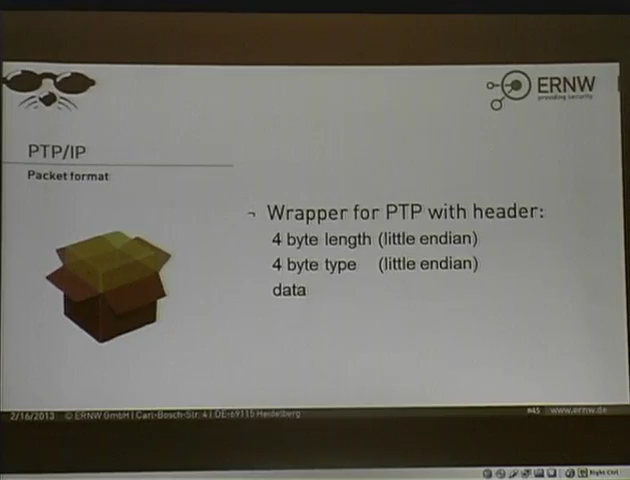 ERNW
providing security.
PTP/IP
Packet format
¬ Wrapper for PTP with header:
4 byte length (little endian)
4 byte type (little endian)
data
2/16/2013 © ERNW GmbH | Carl-Bosch-Str. 4 | DE-69115 Heidelberg #45 www.ernw.de
Right Ctrl